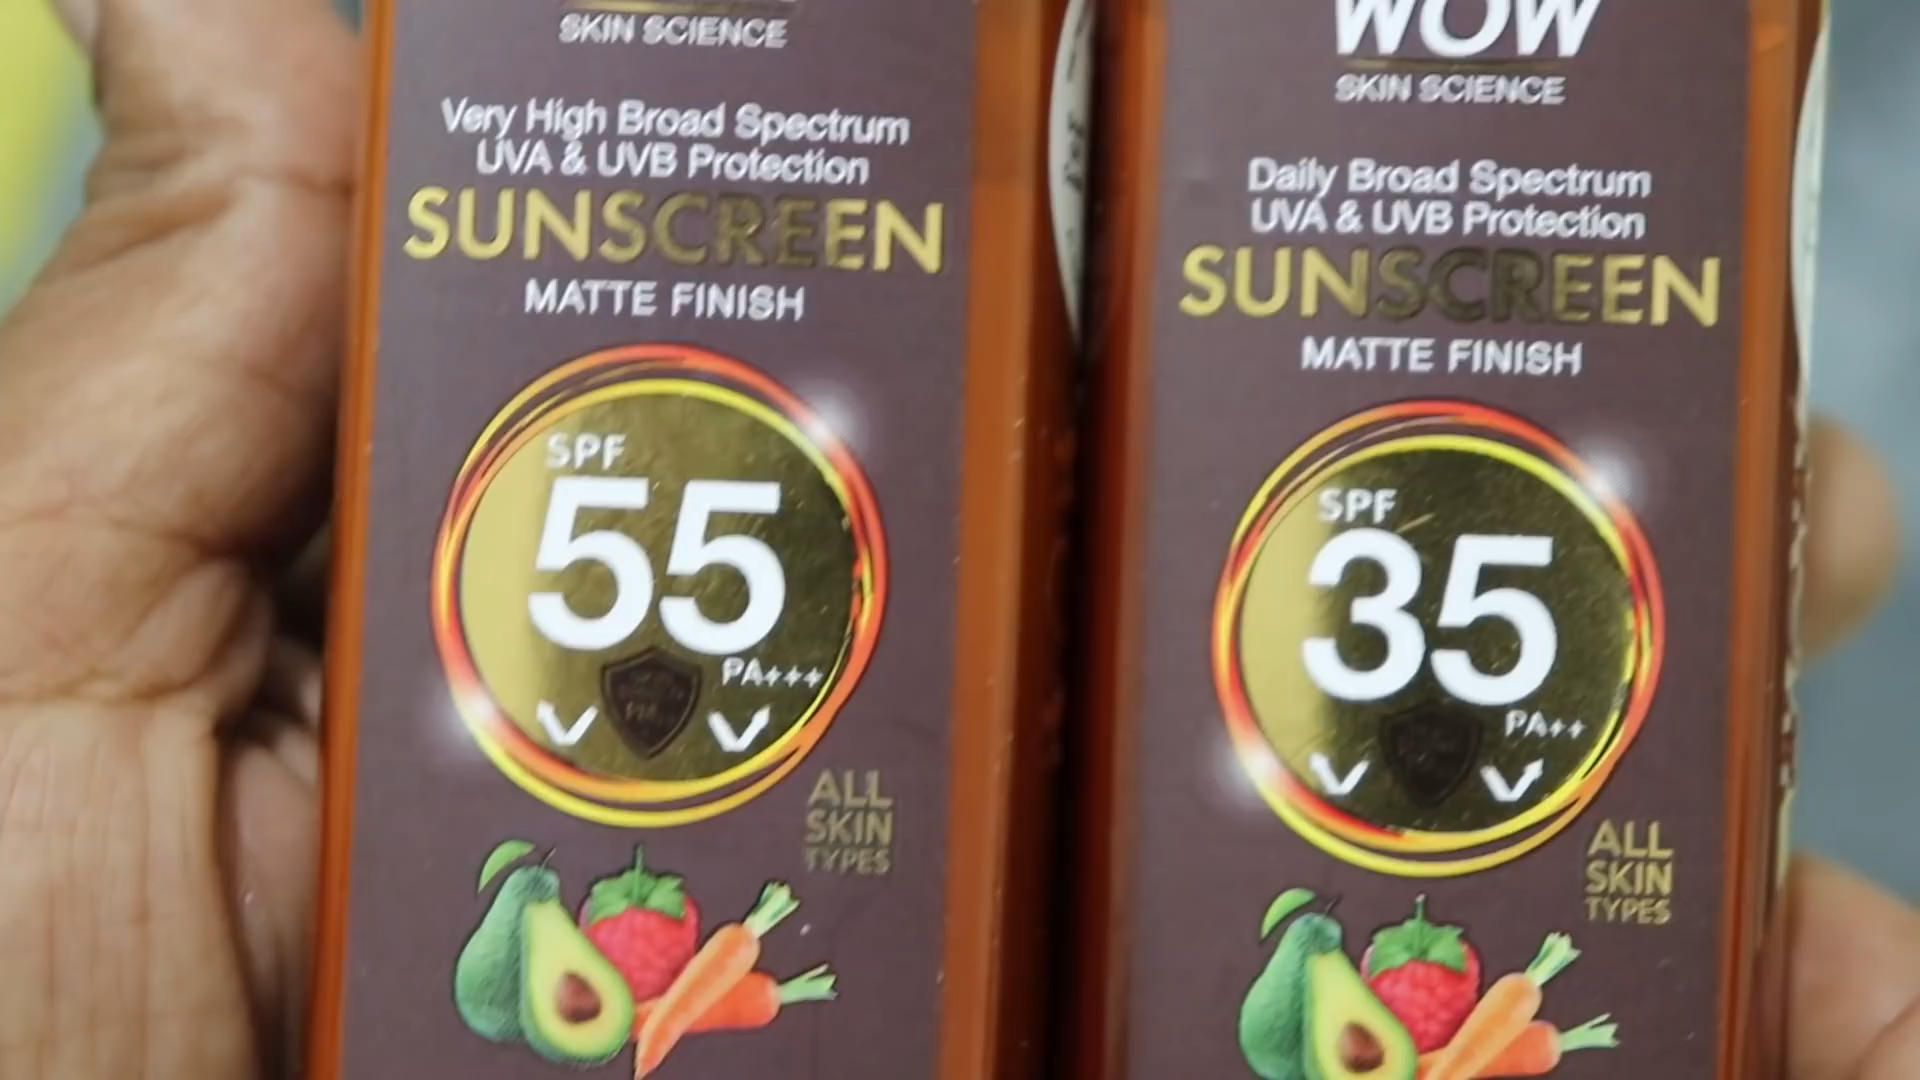 SKIN SCIENCE
Very High Broad Spectrum
UVA & UVB Protection
SUNSCREEN
MATTE FINISH
SPF
55
PA+++
ALL
SKIN
TYPES
WOW
SKIN SCIENCE
Daily Broad Spectrum
UVA & UVB Protection
SUNSCREEN
MATTE FINISH
SPF
35
PA++
ALL
SKIN
TYPES